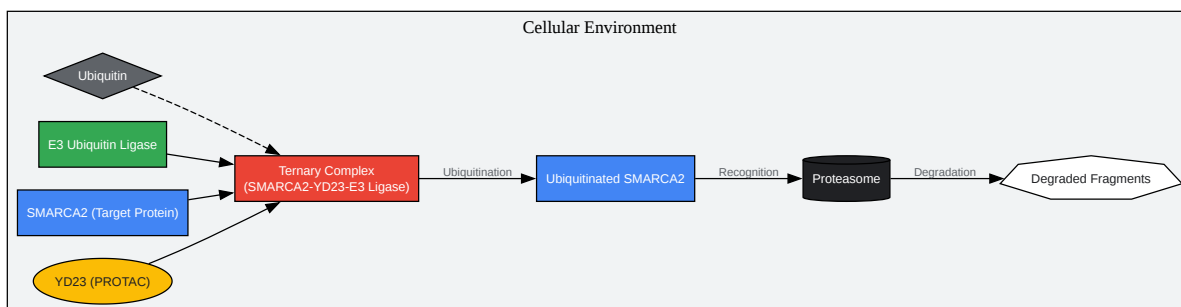 Cellular Environment
Ubiquitin
E3 Ubiquitin Ligase
SMARCA2 (Target Protein)
YD23 (PROTAC)
Ternary Complex
(SMARCA2-YD23-E3 Ligase)
Ubiquitination
Ubiquitinated SMARCA2
Recognition
Proteasome
Degradation
Degraded Fragments